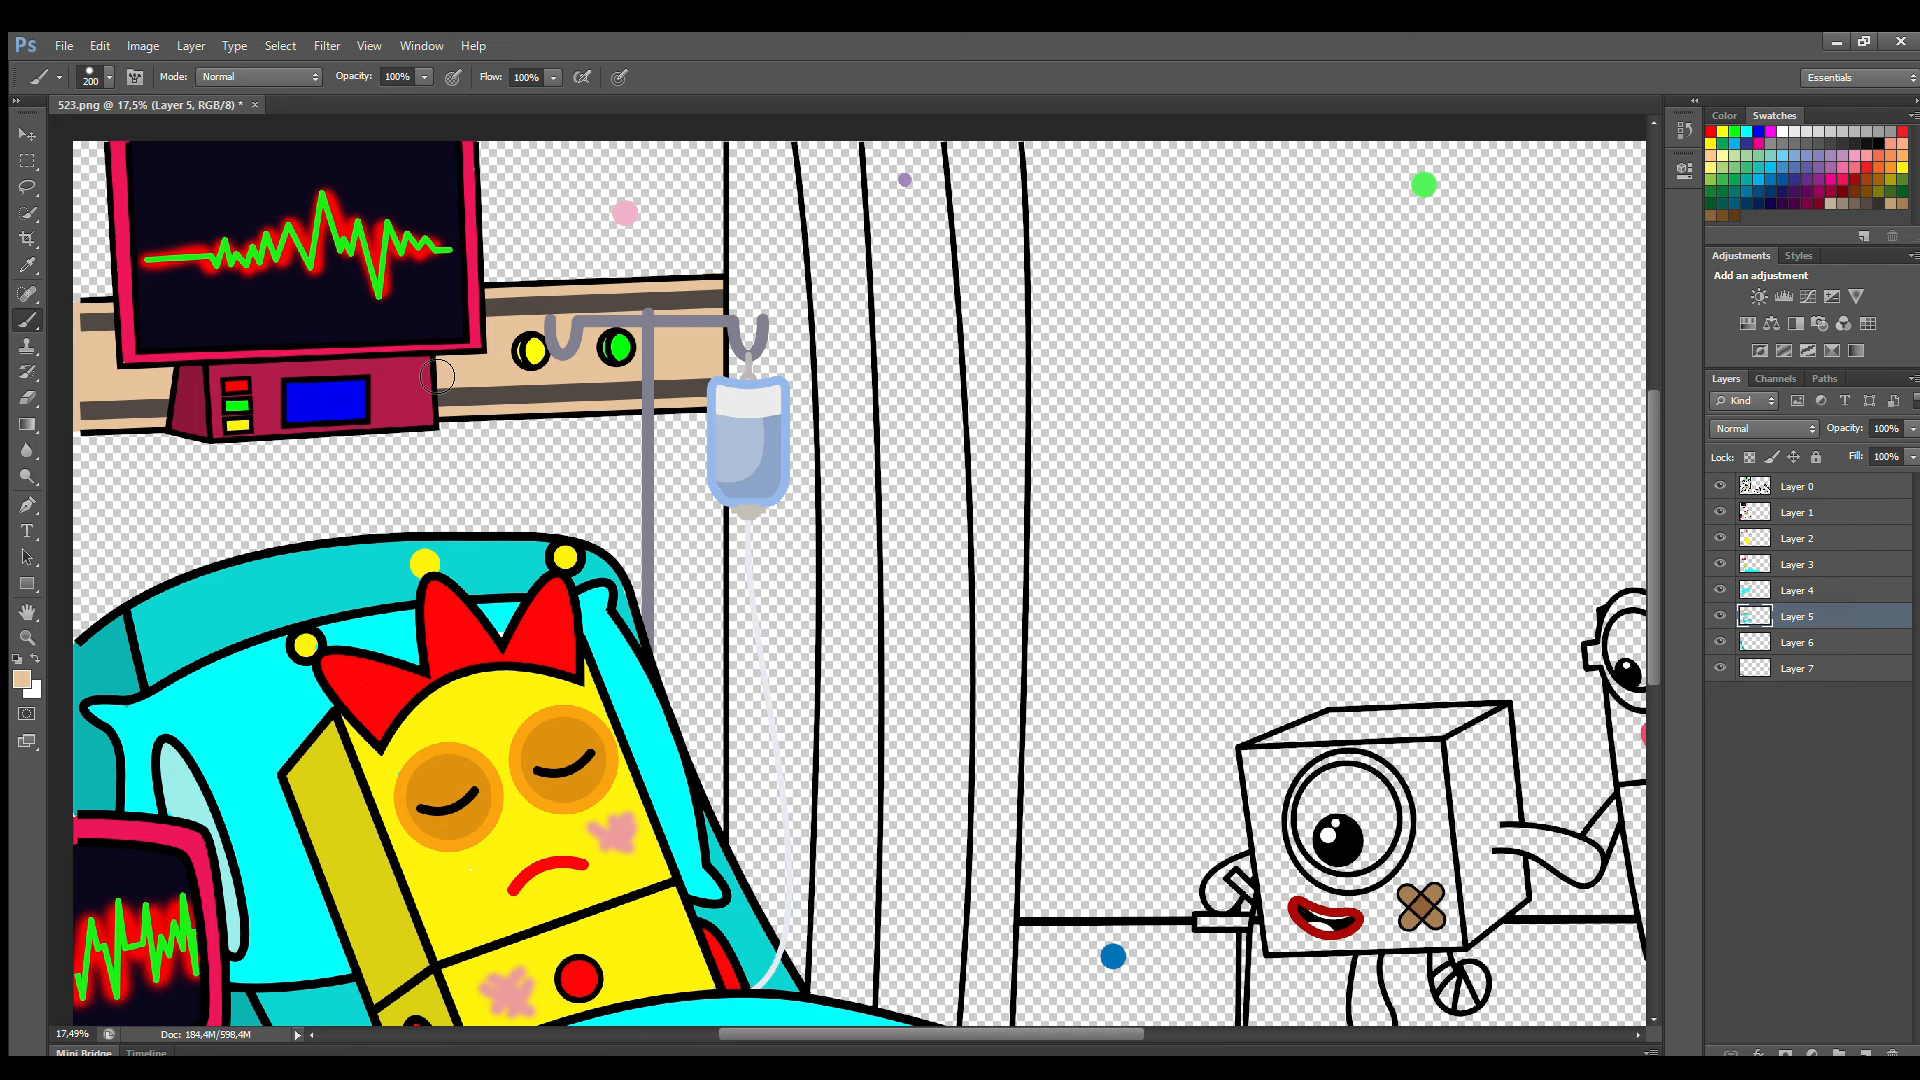 Ps File Edit Image Layer Type Select Filter View Window Help
200 Mode: Normal Opacity: 100% Flow: 100% Essentials
523.png @ 17,5% (Layer 5, RGB/8) * ×
Color Swatches
Adjustments Styles
Add an adjustment
Layers Channels Paths
Kind
Normal Opacity: 100%
Lock: Fill: 100%
Layer 0
Layer 1
Layer 2
Layer 3
Layer 4
Layer 5
Layer 6
Layer 7
17,49% Doc: 184,4M/598,4M
Mini Bridge Timeline